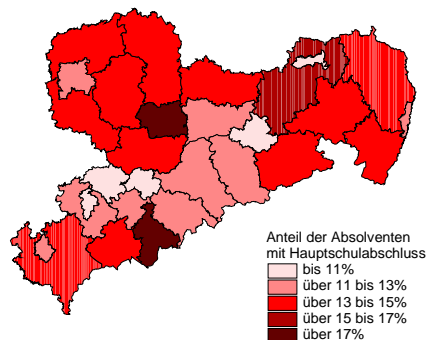 Anteil der Absolventen
mit Hauptschulabschluss
bis 11%
über 11 bis 13%
über 13 bis 15%
über 15 bis 17%
über 17%